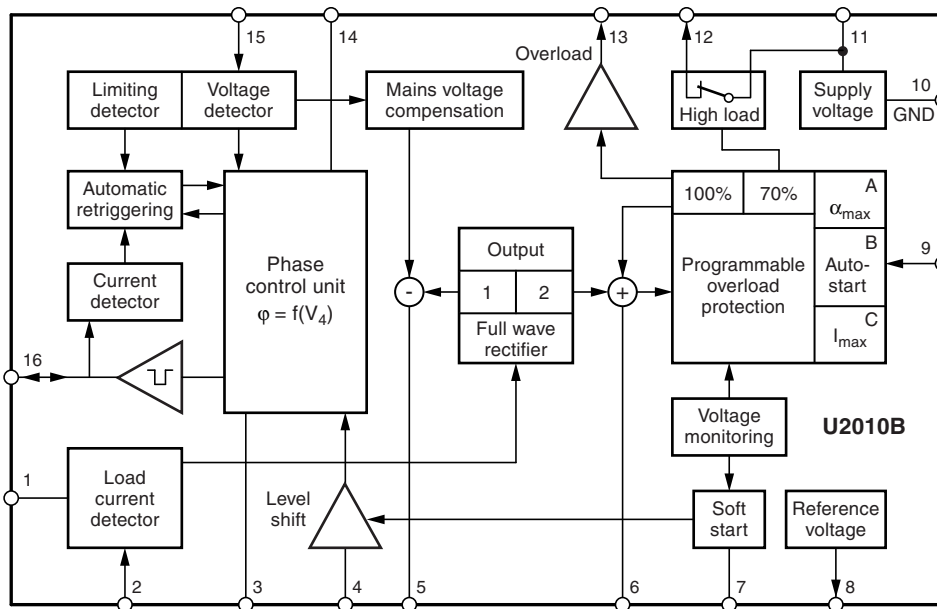 15
14
13
12
11
Overload
Limiting
detector
Voltage
detector
Mains voltage
compensation
High load
Supply
voltage
10
GND
Automatic
retriggering
100%
70%
A
αmax
Phase
control unit
φ = f(V4)
Output
1
2
Full wave
rectifier
-
+
Programmable
overload
protection
B
Auto-
start
9
C
Imax
Current
detector
16
Voltage
monitoring
U2010B
1
Load
current
detector
Level
shift
Soft
start
Reference
voltage
2
3
4
5
6
7
8